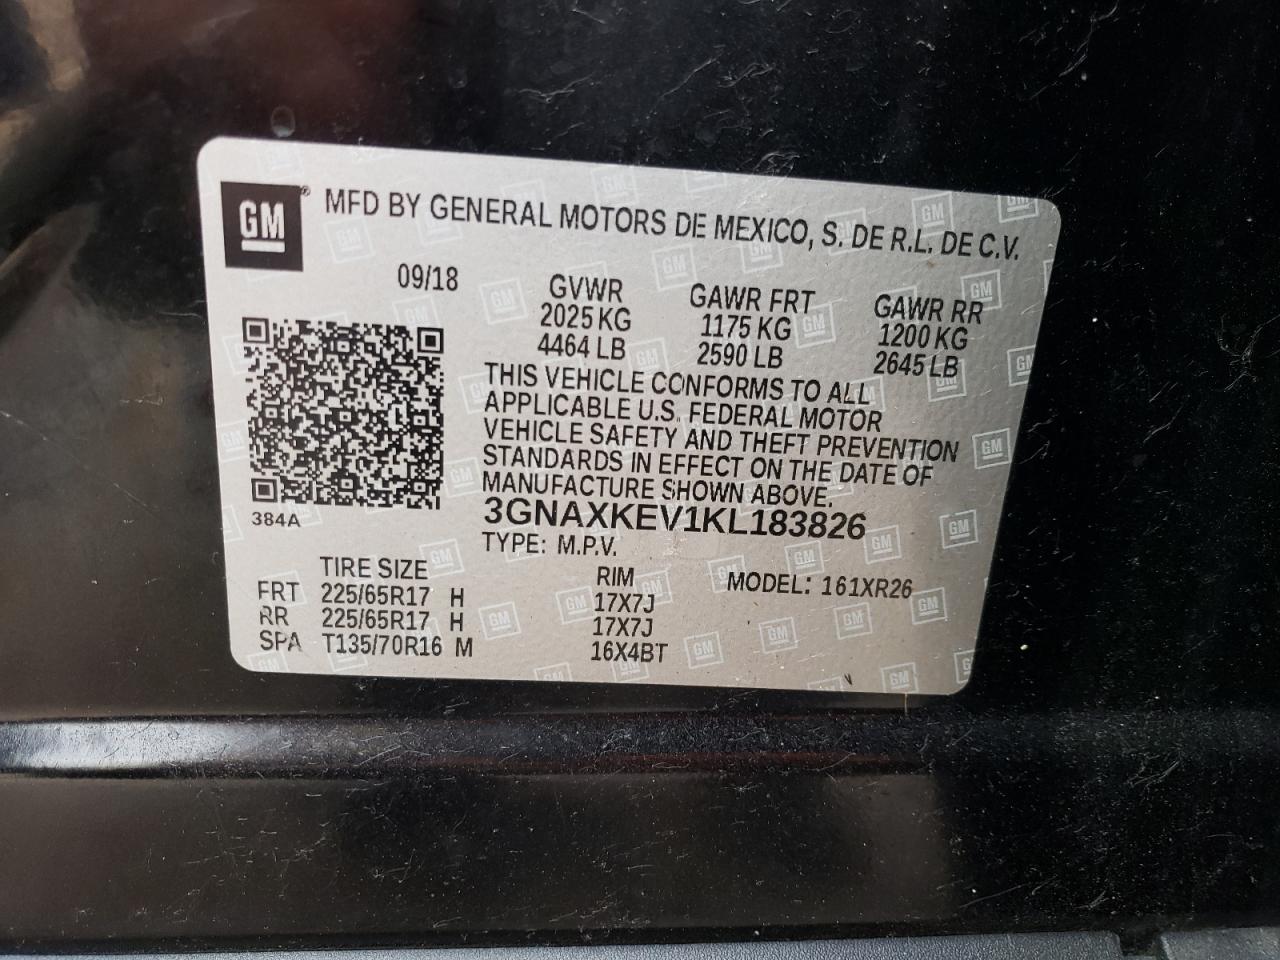 GM® MFD BY GENERAL MOTORS DE MEXICO, S. DE R.L. DE C.V.
09/18 GVWR GAWR FRT GAWR RR
2025 KG 1175 KG 1200 KG
4464 LB 2590 LB 2645 LB
THIS VEHICLE CONFORMS TO ALL
APPLICABLE U.S. FEDERAL MOTOR
VEHICLE SAFETY AND THEFT PREVENTION
STANDARDS IN EFFECT ON THE DATE OF
MANUFACTURE SHOWN ABOVE.
384A 3GNAXKEV1KL183826
TYPE: M.P.V.
TIRE SIZE RIM MODEL: 161XR26
FRT 225/65R17 H 17X7J
RR 225/65R17 H 17X7J
SPA T135/70R16 M 16X4BT